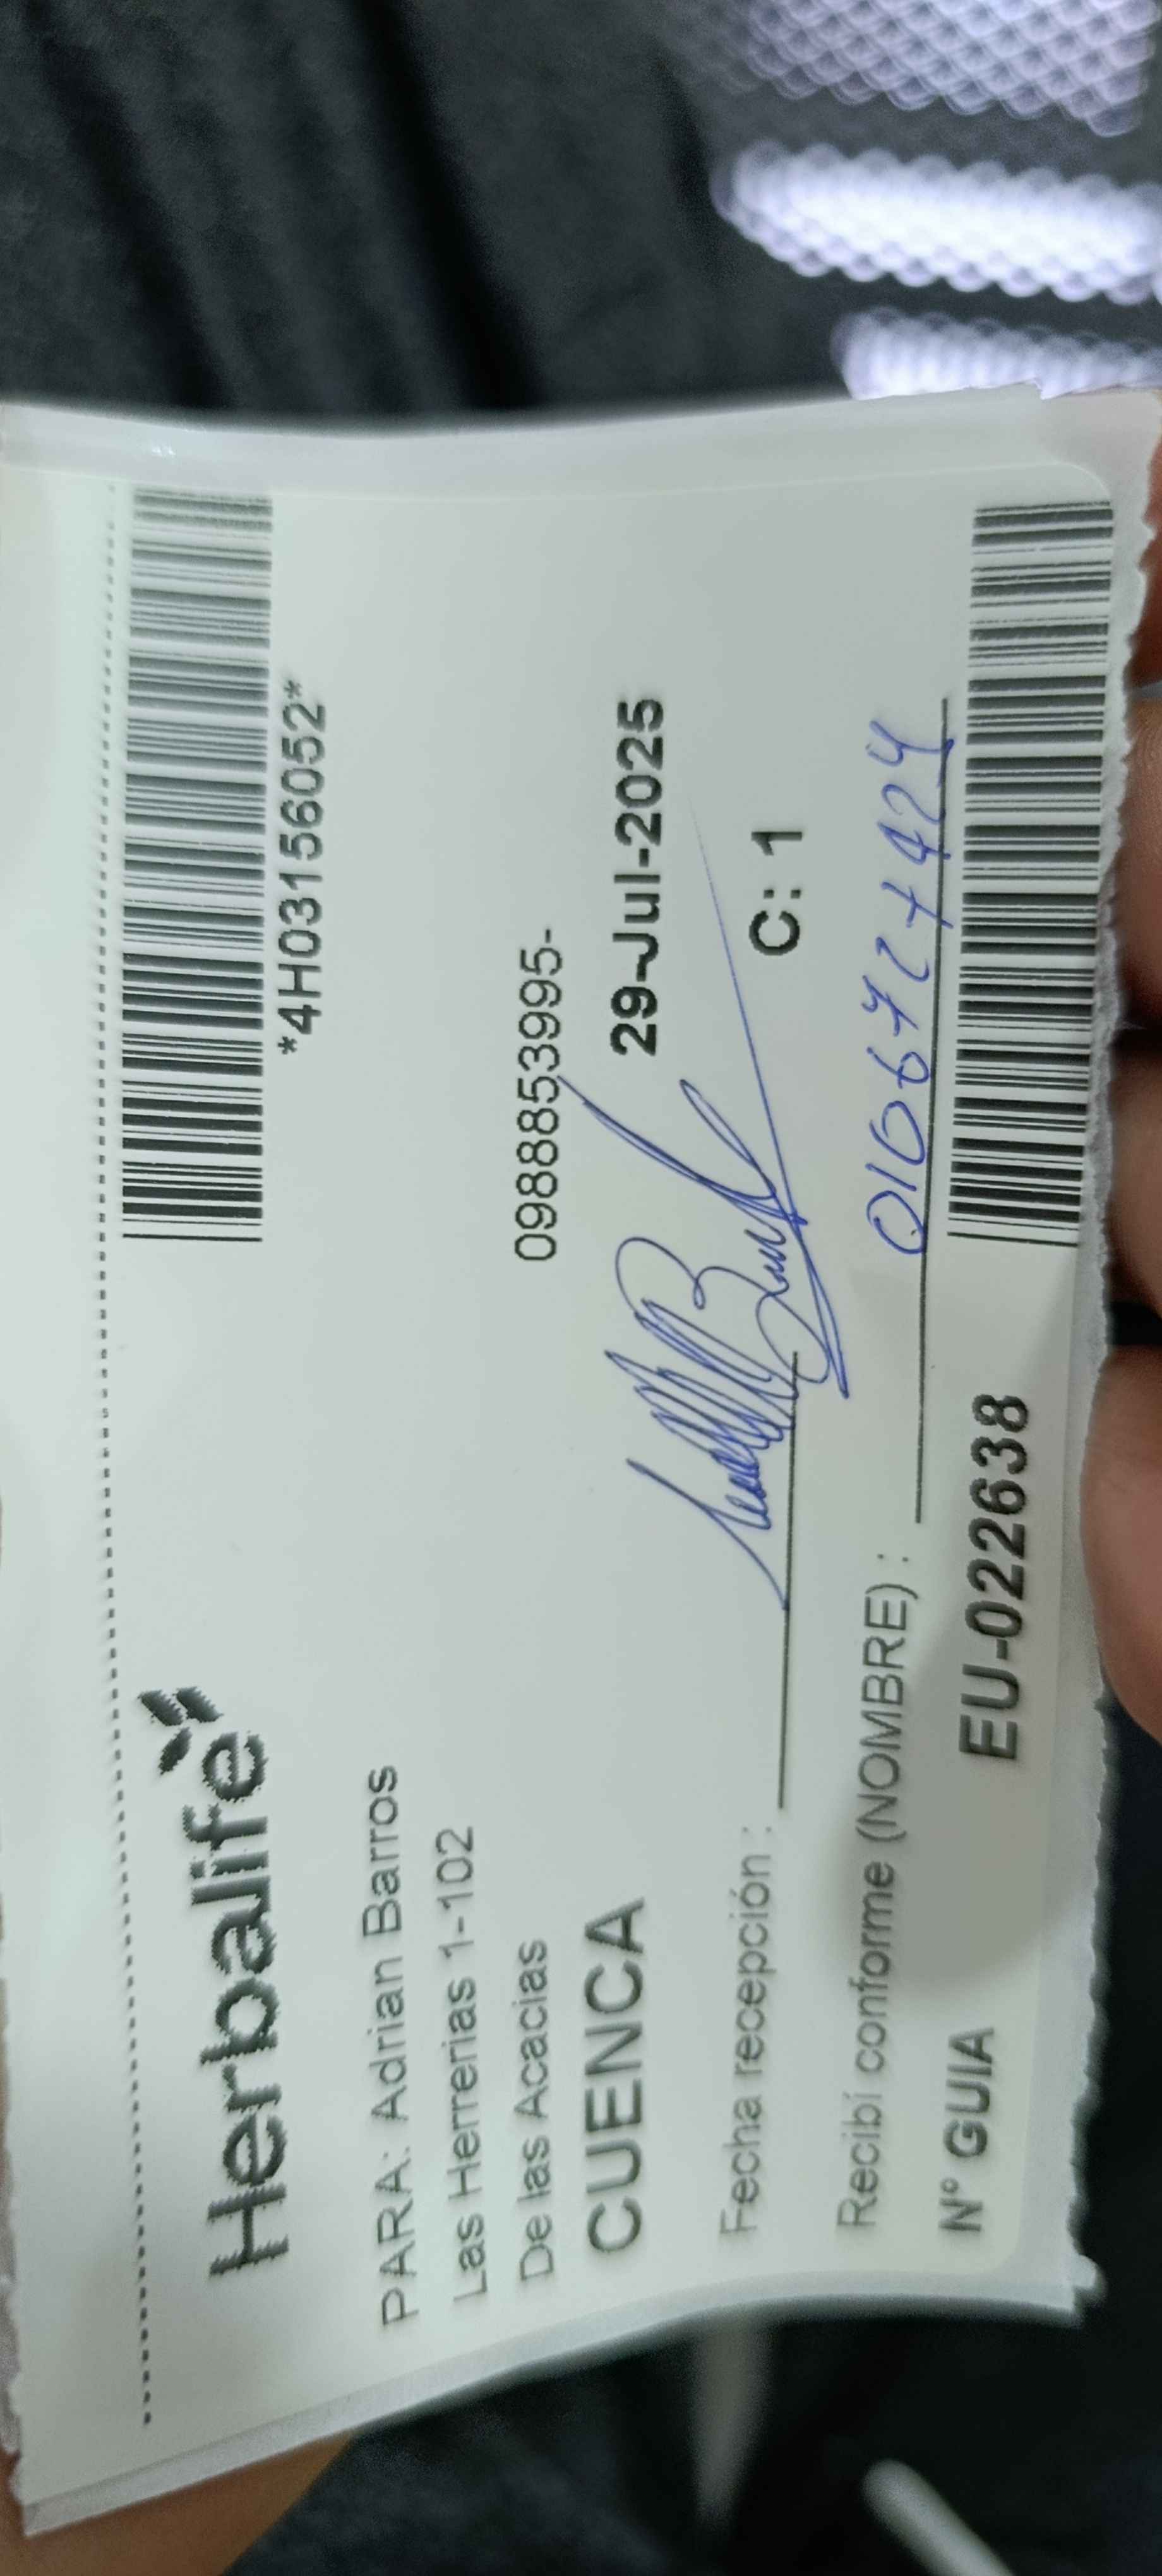 Herbalife
*4H03156052*
PARA: Adrian Barros
Las Herrerias 1-102
De las Acacias
0988853995-
CUENCA
29-Jul-2025
Fecha recepción :
C: 1
Recibí conforme (NOMBRE) :
N° GUIA
EU-022638